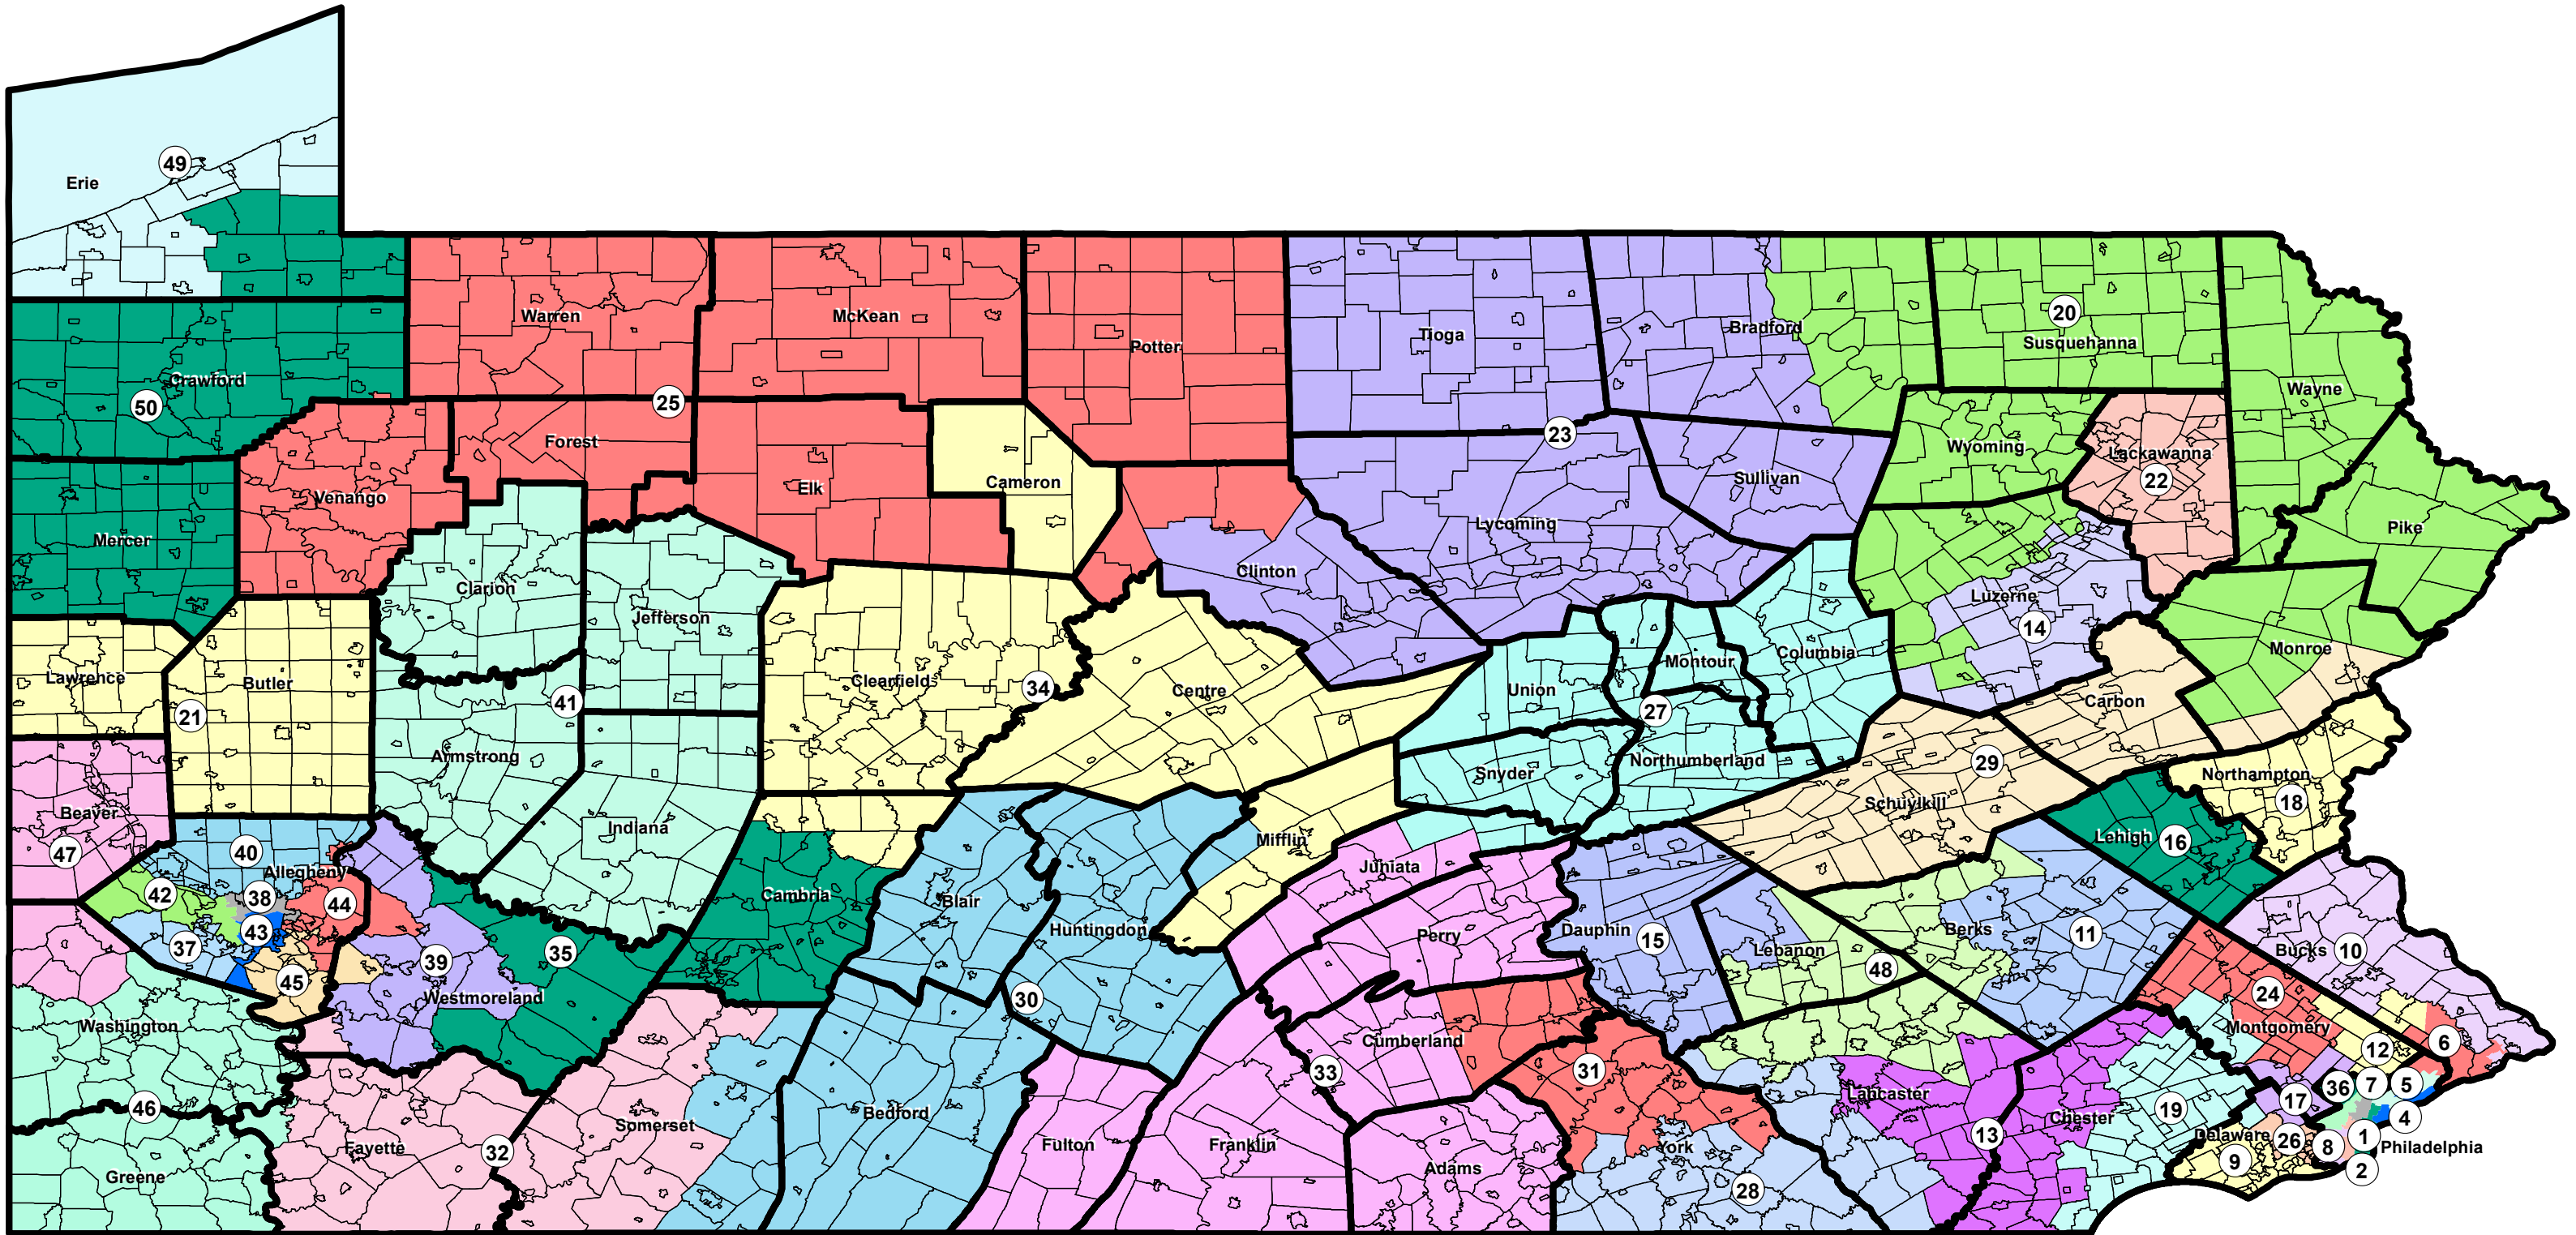 49
Erie
Warren
McKean
20
Susquehanna
Bradford
Tioga
Potter
Crawford
50
25
Wayne
23
Forest
Wyoming
Lackawanna
22
Cameron
Elk
Venango
Sullivan
Lycoming
Pike
Mercer
Clinton
Clarion
Luzerne
14
Jefferson
Monroe
Montour
Columbia
Lawrence
Butler
Clearfield
34
Centre
Union
Carbon
41
21
27
Armstrong
Northumberland
29
Snyder
Northampton
18
Schuylkill
Beaver
Indiana
Lehigh
16
Mifflin
47
40
Allegheny
Juniata
42
38
44
Cambria
Blair
Huntingdon
43
Perry
Dauphin
15
Berks
11
37
39
35
Lebanon
48
Bucks
10
45
Westmoreland
30
24
Washington
Montgomery
Cumberland
6
12
33
31
36
7
5
Lancaster
17
46
19
4
Bedford
Chester
Somerset
13
Delaware
26
8
1
Philadelphia
Fayette
32
Fulton
Franklin
York
Adams
9
2
Greene
28